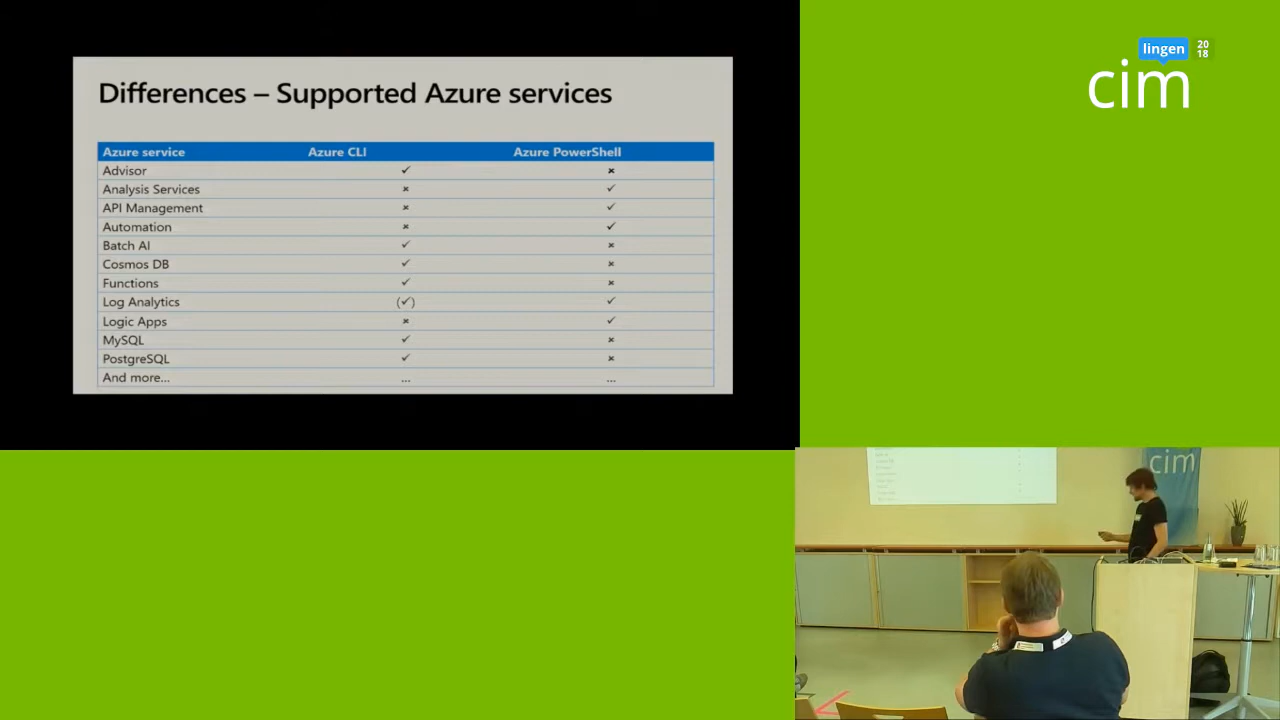 Differences – Supported Azure services
Azure service Azure CLI Azure PowerShell
Advisor ✓ ×
Analysis Services × ✓
API Management × ✓
Automation × ✓
Batch AI ✓ ×
Cosmos DB ✓ ×
Functions ✓ ×
Log Analytics (✓) ✓
Logic Apps × ✓
MySQL ✓ ×
PostgreSQL ✓ ×
And more... ... ...
lingen
20
18
cim
cim